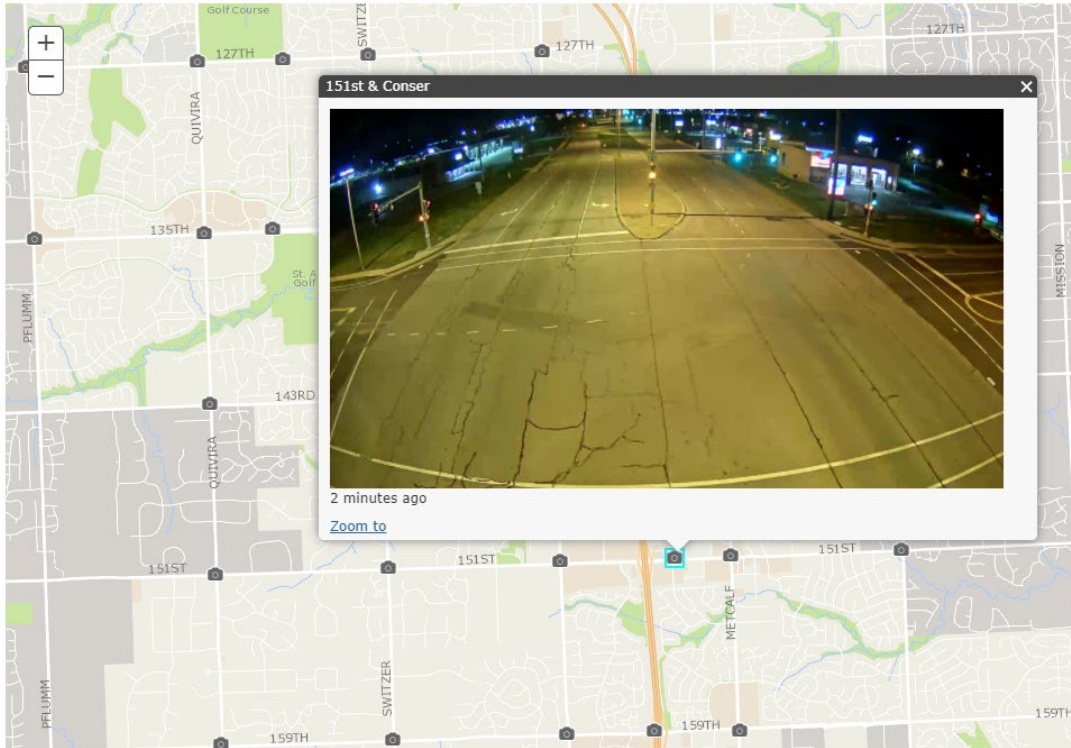 Golf Course
+
−
SWITZ
127TH
127TH
127TH
151st & Conser
×
QUIVIRA
135TH
St. A
Golf
MISSION
PFLUMM
143RD
QUIVIRA
2 minutes ago
Zoom to
151ST
151ST
151ST
METCALF
SWITZER
PFLUMM
159TH
159TH
159TH